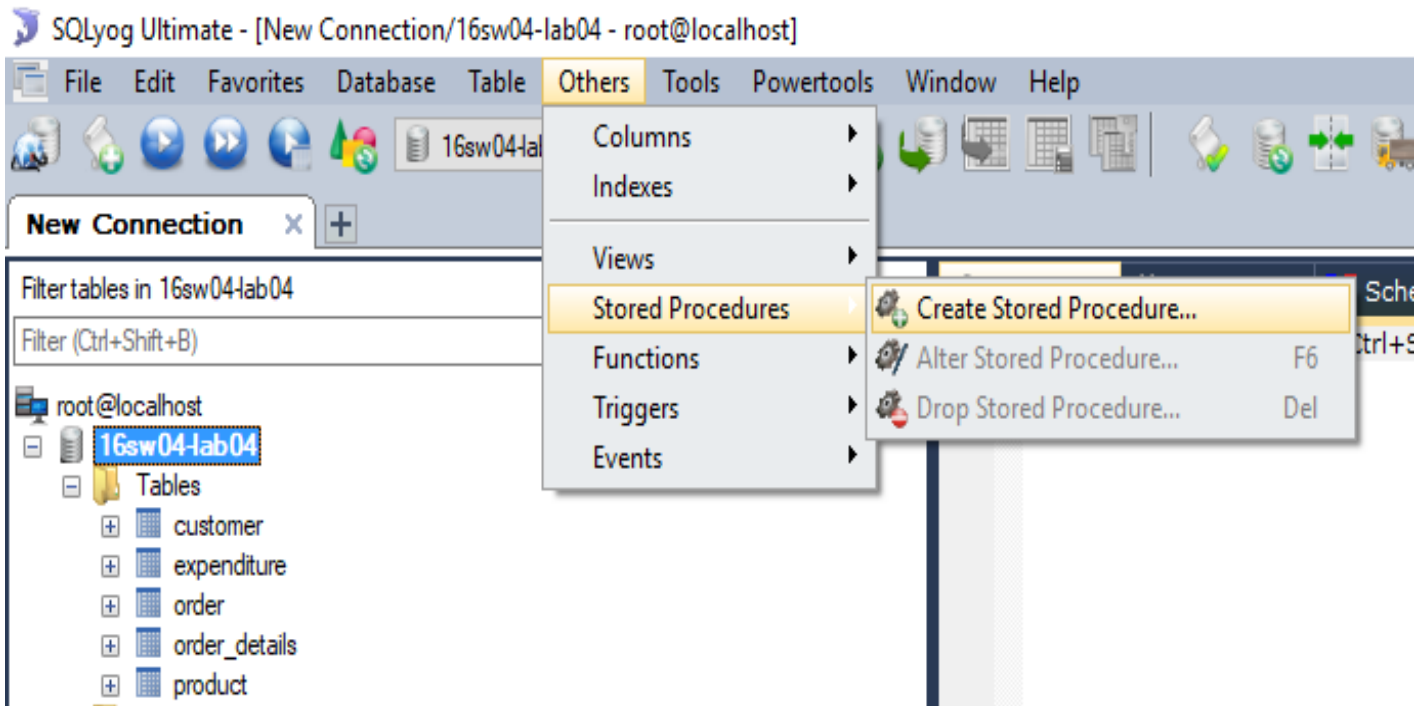 SQLyog Ultimate - [New Connection/16sw04-lab04 - root@localhost]
File Edit Favorites Database Table Others Tools Powertools Window Help
16sw04-lab
New Connection
Filter tables in 16sw04-lab04
Filter (Ctrl+Shift+B)
root@localhost
16sw04-lab04
Tables
customer
expenditure
order
order_details
product
Columns
Indexes
Views
Stored Procedures
Functions
Triggers
Events
Create Stored Procedure...
Alter Stored Procedure... F6
Drop Stored Procedure... Del
Sche
Ctrl+S